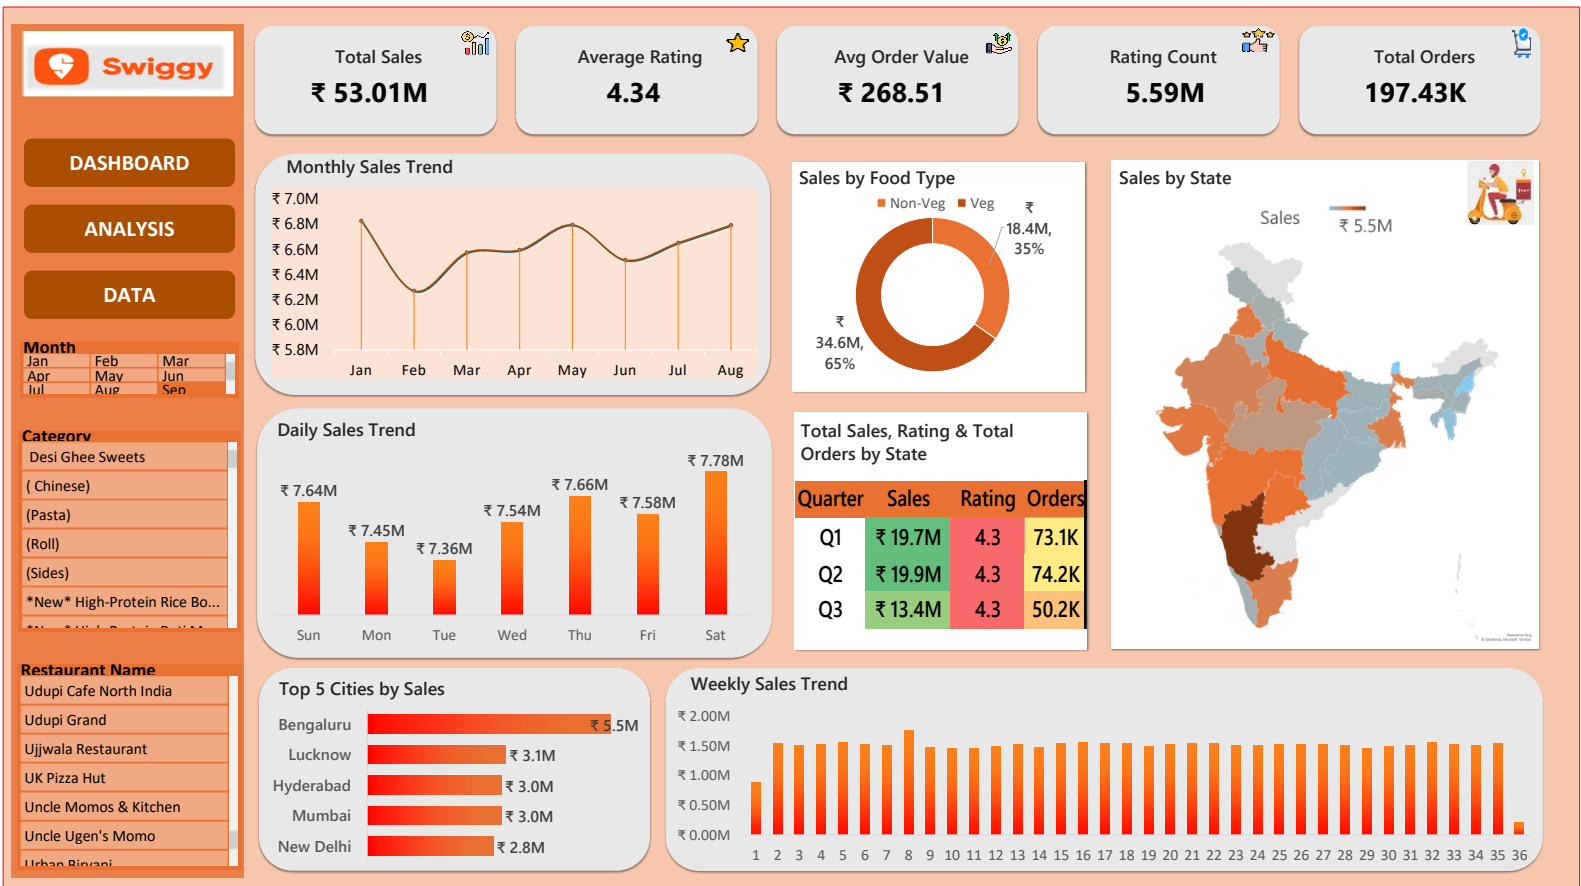 Swiggy
DASHBOARD
ANALYSIS
DATA
Month
Jan Feb Mar
Apr May Jun
Jul Aug Sep
Category
Desi Ghee Sweets
( Chinese)
(Pasta)
(Roll)
(Sides)
*New* High-Protein Rice Bo...
Restaurant Name
Udupi Cafe North India
Udupi Grand
Ujjwala Restaurant
UK Pizza Hut
Uncle Momos & Kitchen
Uncle Ugen's Momo
Urban Biryani
Total Sales
₹ 53.01M
Average Rating
4.34
Avg Order Value
₹ 268.51
Rating Count
5.59M
Total Orders
197.43K
Monthly Sales Trend
₹ 7.0M
₹ 6.8M
₹ 6.6M
₹ 6.4M
₹ 6.2M
₹ 6.0M
₹ 5.8M
Jan Feb Mar Apr May Jun Jul Aug
Sales by Food Type
Non-Veg Veg
₹
18.4M,
35%
₹
34.6M,
65%
Sales by State
Sales
₹ 5.5M
Daily Sales Trend
₹ 7.64M ₹ 7.45M ₹ 7.36M ₹ 7.54M ₹ 7.66M ₹ 7.58M ₹ 7.78M
Sun Mon Tue Wed Thu Fri Sat
Total Sales, Rating & Total
Orders by State
Quarter Sales Rating Orders
Q1 ₹ 19.7M 4.3 73.1K
Q2 ₹ 19.9M 4.3 74.2K
Q3 ₹ 13.4M 4.3 50.2K
Top 5 Cities by Sales
Bengaluru ₹ 5.5M
Lucknow ₹ 3.1M
Hyderabad ₹ 3.0M
Mumbai ₹ 3.0M
New Delhi ₹ 2.8M
Weekly Sales Trend
₹ 2.00M
₹ 1.50M
₹ 1.00M
₹ 0.50M
₹ 0.00M
1 2 3 4 5 6 7 8 9 10 11 12 13 14 15 16 17 18 19 20 21 22 23 24 25 26 27 28 29 30 31 32 33 34 35 36